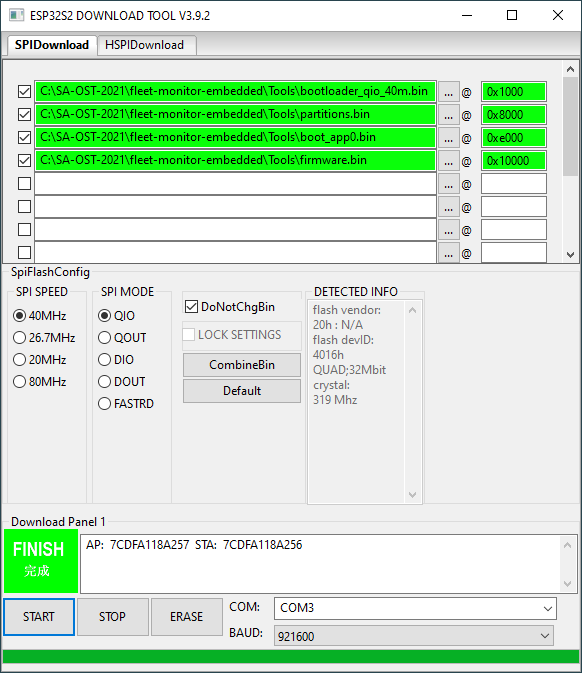 ESP32S2 DOWNLOAD TOOL V3.9.2
SPIDownload HSPIDownload
C:\SA-OST-2021\fleet-monitor-embedded\Tools\bootloader_qio_40m.bin ... @ 0x1000
C:\SA-OST-2021\fleet-monitor-embedded\Tools\partitions.bin ... @ 0x8000
C:\SA-OST-2021\fleet-monitor-embedded\Tools\boot_app0.bin ... @ 0xe000
C:\SA-OST-2021\fleet-monitor-embedded\Tools\firmware.bin ... @ 0x10000
... @
... @
... @
... @
SpiFlashConfig
SPI SPEED
40MHz
26.7MHz
20MHz
80MHz
SPI MODE
QIO
QOUT
DIO
DOUT
FASTRD
DoNotChgBin
LOCK SETTINGS
CombineBin
Default
DETECTED INFO
flash vendor:
20h : N/A
flash devID:
4016h
QUAD;32Mbit
crystal:
319 Mhz
Download Panel 1
FINISH
完成
AP: 7CDFA118A257 STA: 7CDFA118A256
START STOP ERASE
COM: COM3
BAUD: 921600